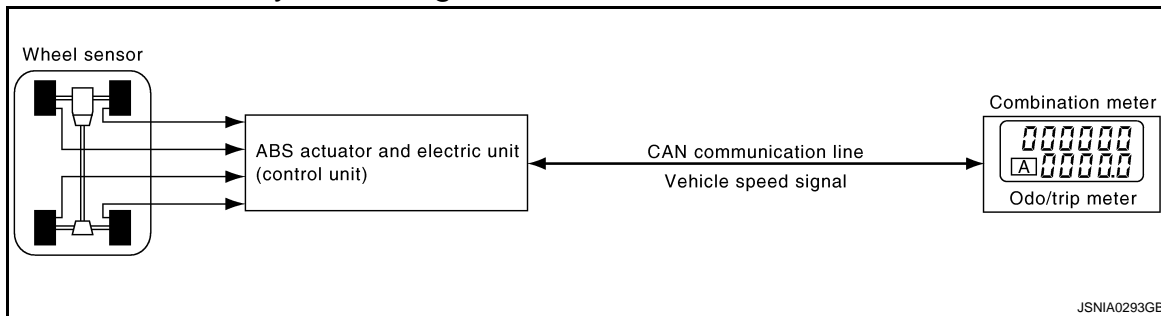 Wheel sensor
ABS actuator and electric unit
(control unit)
CAN communication line
Vehicle speed signal
Combination meter
000000
A 0000.0
Odo/trip meter
JSNIA0293GB